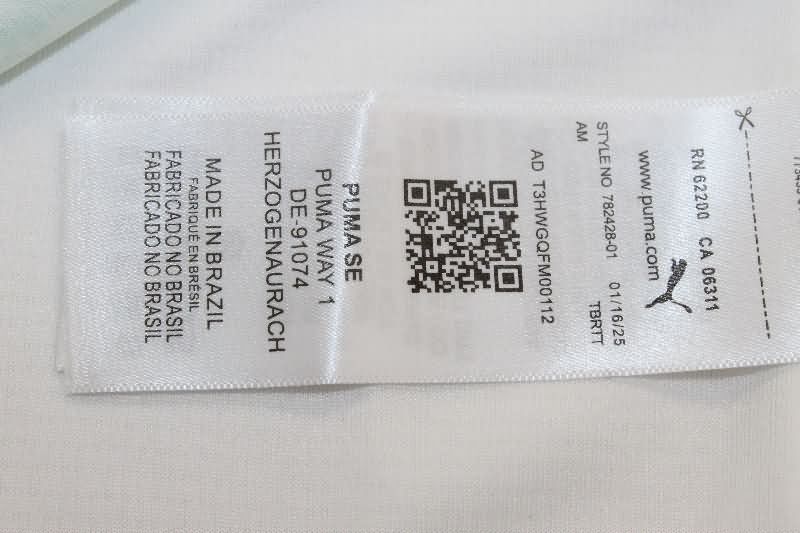 RN 62200 CA 06311
www.puma.com
STYLE NO 782428-01 01/16/25
AM TBRTT
AD T3HWGQFM00112
PUMA SE
PUMA WAY 1
DE-91074
HERZOGENAURACH
MADE IN BRAZIL
FABRIQUÉ EN BRÉSIL
FABRICADO NO BRASIL
FABRICADO NO BRASIL